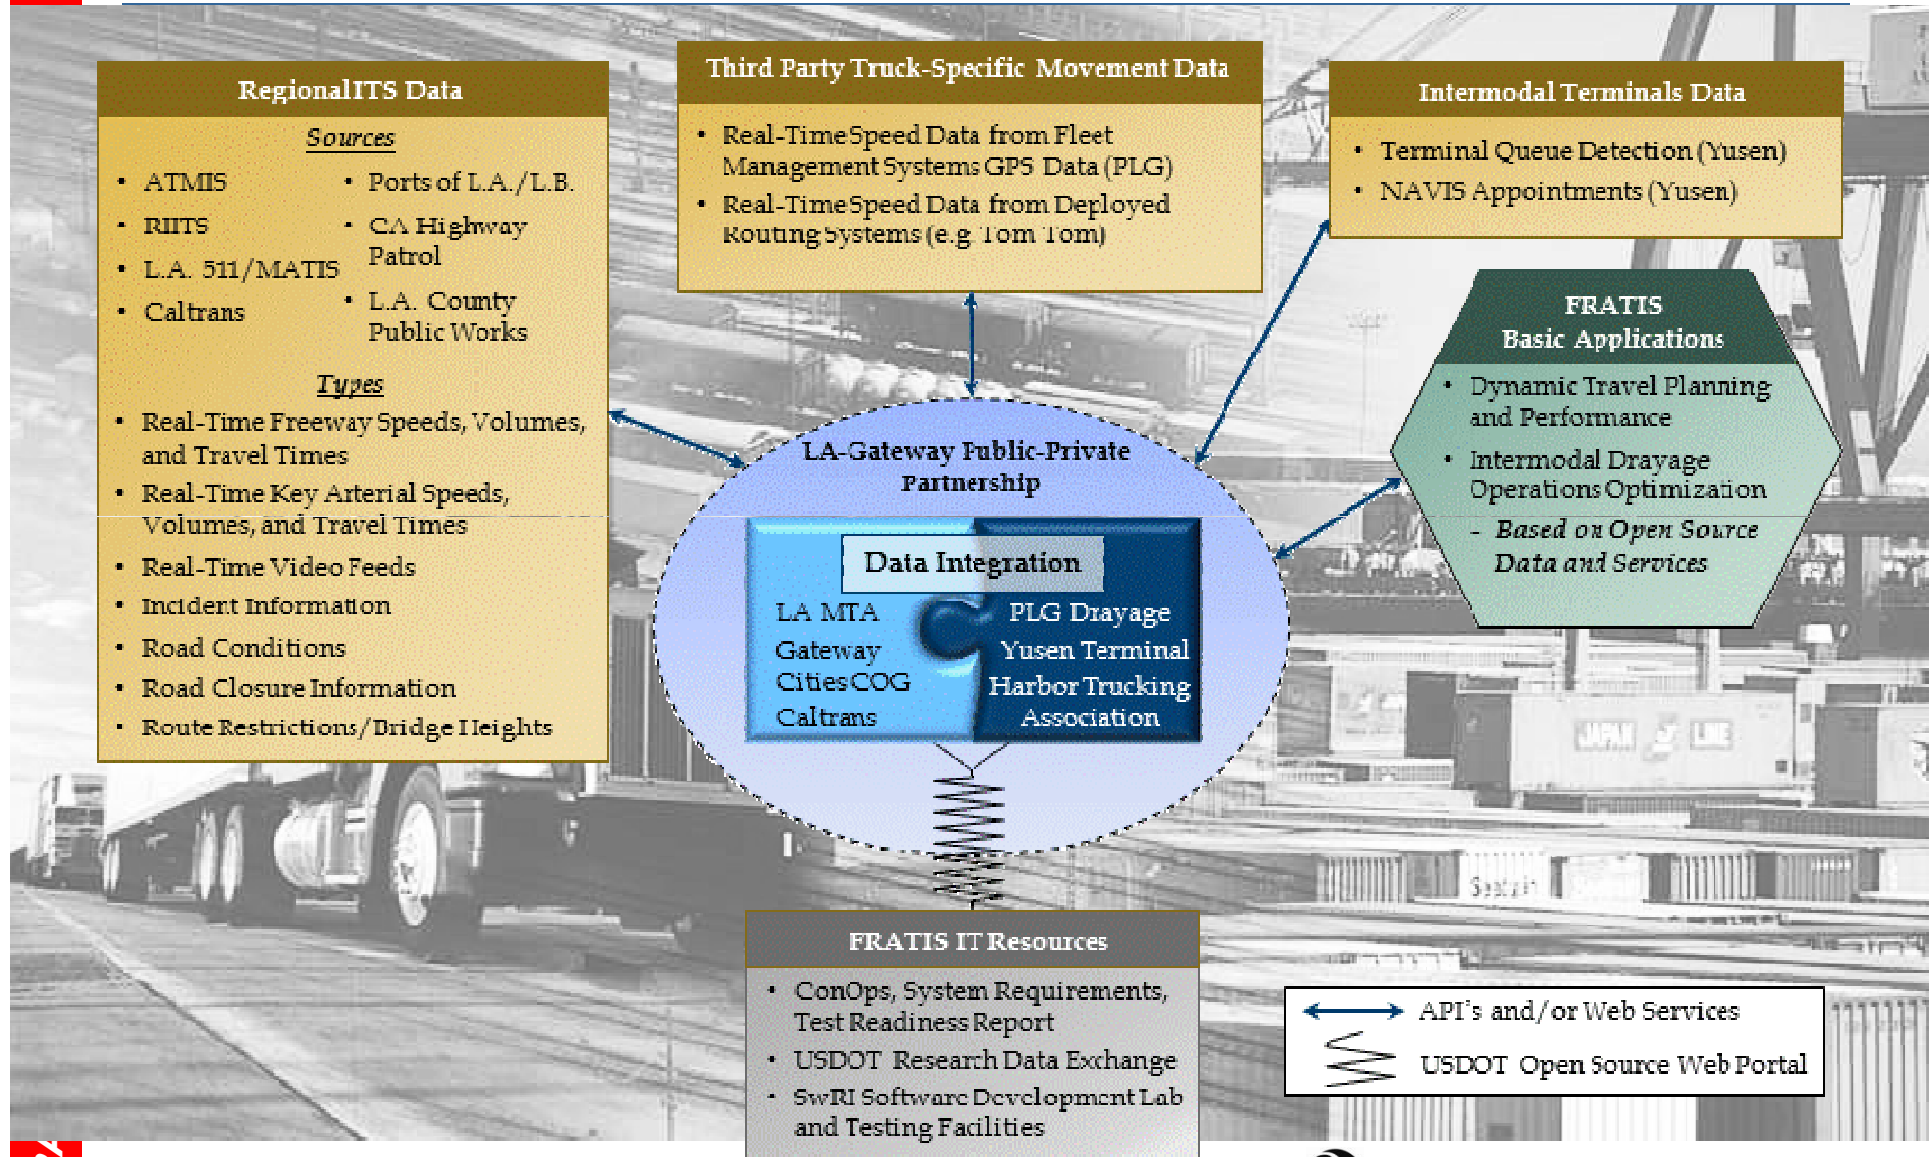 Regional ITS Data
Sources
• ATMIS
• RIITS
• L.A. 511/MATIS
• Caltrans
• Ports of L.A./L.B.
• CA Highway
Patrol
• L.A. County
Public Works
Types
• Real-Time Freeway Speeds, Volumes,
and Travel Times
• Real-Time Key Arterial Speeds,
Volumes, and Travel Times
• Real-Time Video Feeds
• Incident Information
• Road Conditions
• Road Closure Information
• Route Restrictions/Bridge Heights
Third Party Truck-Specific Movement Data
• Real-Time Speed Data from Fleet
Management Systems GPS Data (PLG)
• Real-Time Speed Data from Deployed
Routing Systems (e.g. Tom Tom)
Intermodal Terminals Data
• Terminal Queue Detection (Yusen)
• NAVIS Appointments (Yusen)
FRATIS
Basic Applications
• Dynamic Travel Planning
and Performance
• Intermodal Drayage
Operations Optimization
- Based on Open Source
Data and Services
LA-Gateway Public-Private
Partnership
Data Integration
LA MTA
Gateway
Cities COG
Caltrans
PLG Drayage
Yusen Terminal
Harbor Trucking
Association
JAPAN LINE
FRATIS IT Resources
• ConOps, System Requirements,
Test Readiness Report
• USDOT Research Data Exchange
• SwRI Software Development Lab
and Testing Facilities
API's and/or Web Services
USDOT Open Source Web Portal